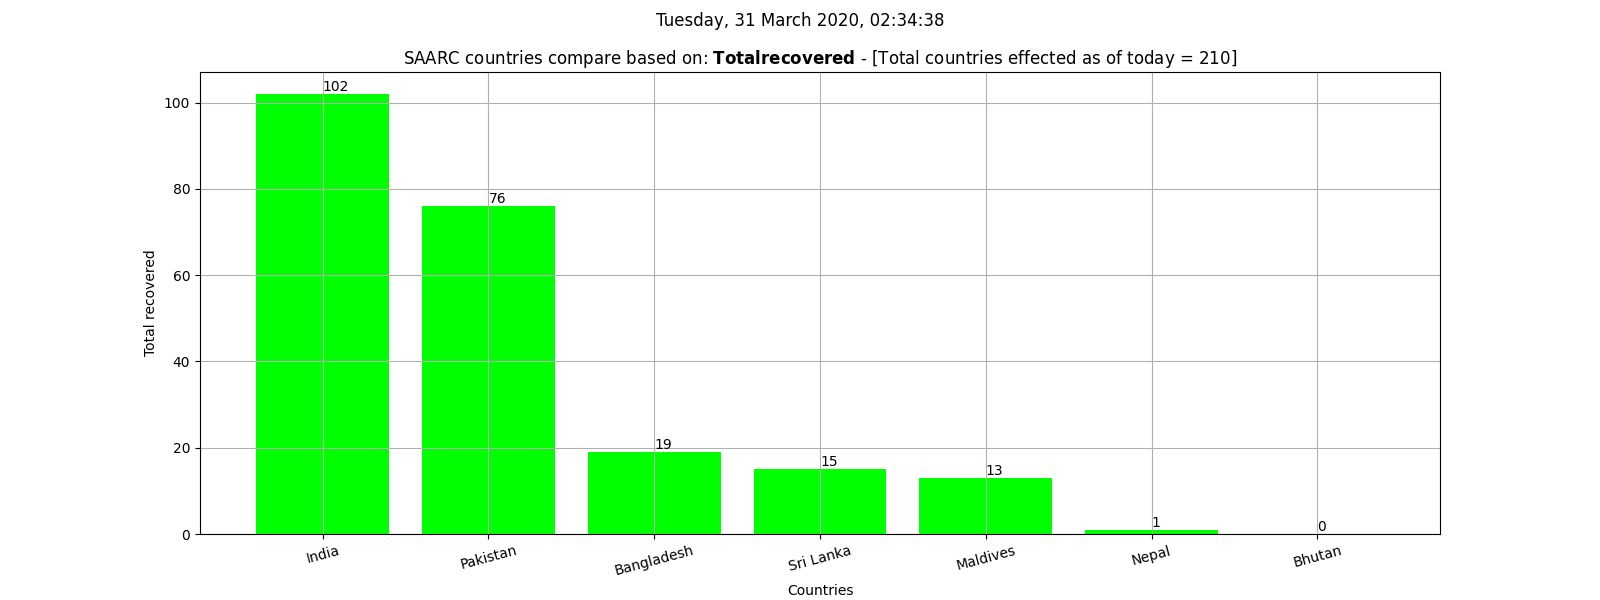 Tuesday, 31 March 2020, 02:34:38
SAARC countries compare based on: Totalrecovered - [Total countries effected as of today = 210]
Total recovered
100
80
60
40
20
0
102
76
19
15
13
1
0
India
Pakistan
Bangladesh
Sri Lanka
Maldives
Nepal
Bhutan
Countries